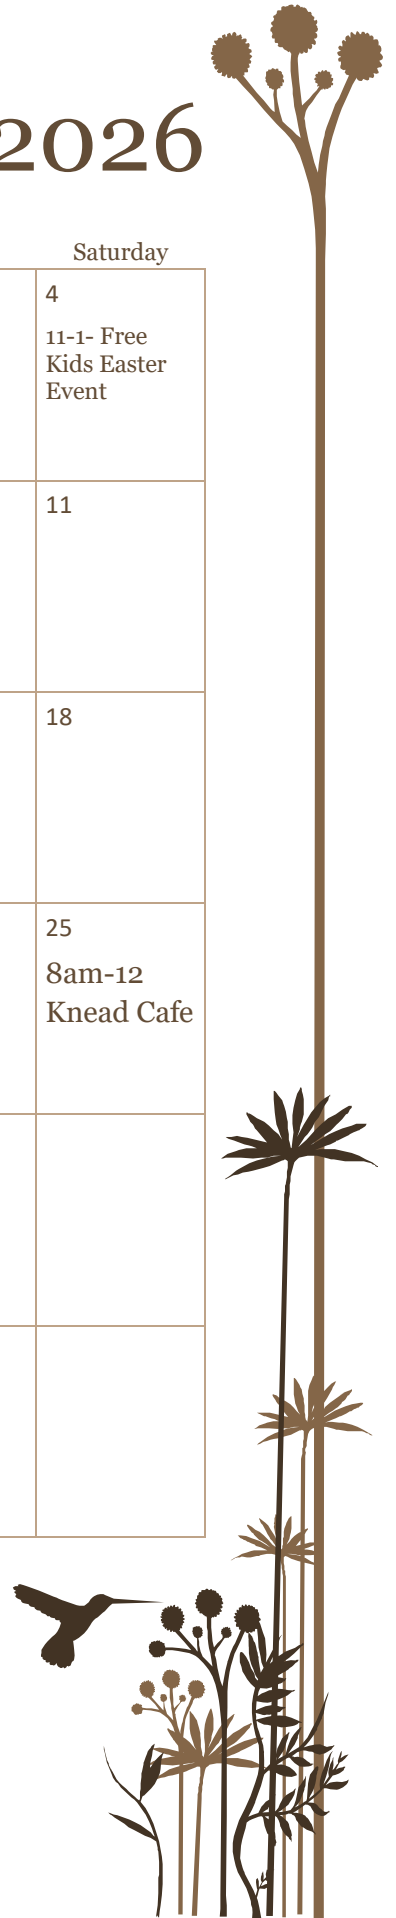 2026
Saturday
4
11-1- Free
Kids Easter
Event
11
18
25
8am-12
Knead Cafe